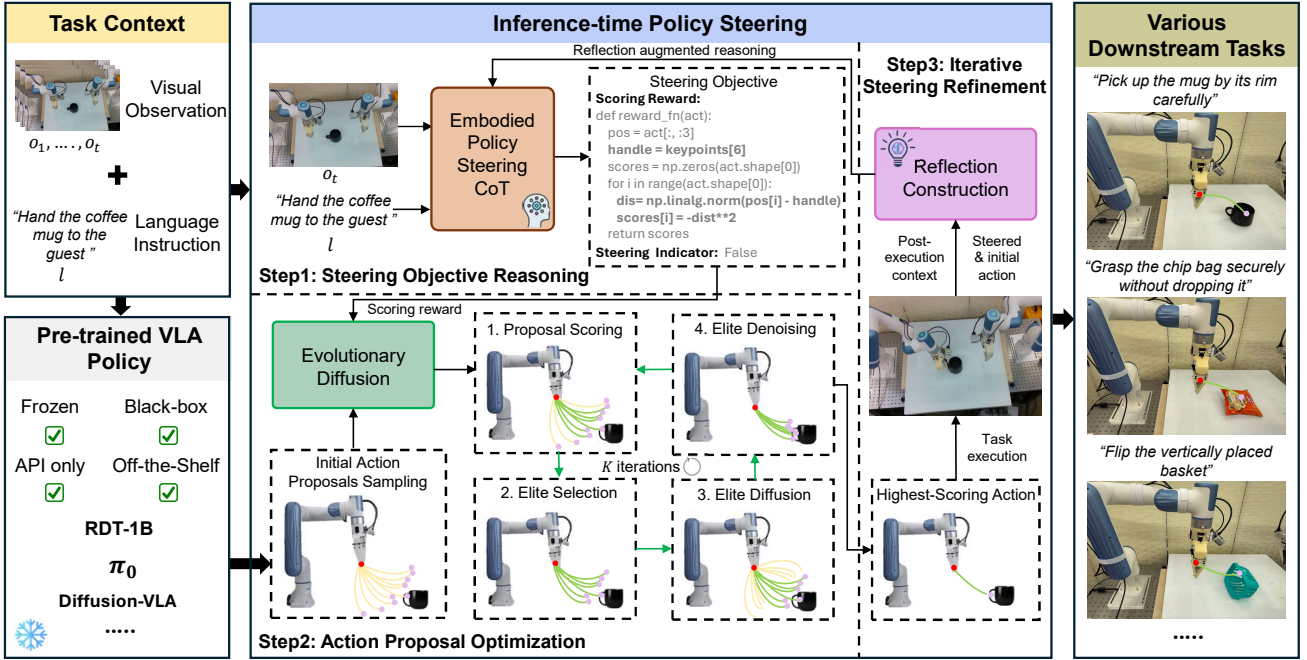 Task Context
Visual
Observation
o_1, …., o_t
+
"Hand the coffee
mug to the
guest "
Language
Instruction
l
Pre-trained VLA
Policy
Frozen
Black-box
API only
Off-the-Shelf
RDT-1B
π_0
Diffusion-VLA
.....
Inference-time Policy Steering
Reflection augmented reasoning
o_t
"Hand the coffee
mug to the guest "
l
Embodied
Policy
Steering
CoT
Steering Objective
Scoring Reward:
def reward_fn(act):
pos = act[:, :3]
handle = keypoints[6]
scores = np.zeros(act.shape[0])
for i in range(act.shape[0]):
dis= np.linalg.norm(pos[i] - handle)
scores[i] = -dist**2
return scores
Steering Indicator: False
Step1: Steering Objective Reasoning
Scoring reward
Evolutionary
Diffusion
Initial Action
Proposals Sampling
1. Proposal Scoring
4. Elite Denoising
K iterations
2. Elite Selection
3. Elite Diffusion
Step2: Action Proposal Optimization
Step3: Iterative
Steering Refinement
Reflection
Construction
Post-
execution
context
Steered
& initial
action
Task
execution
Highest-Scoring Action
Various
Downstream Tasks
"Pick up the mug by its rim
carefully"
"Grasp the chip bag securely
without dropping it"
"Flip the vertically placed
basket"
.....